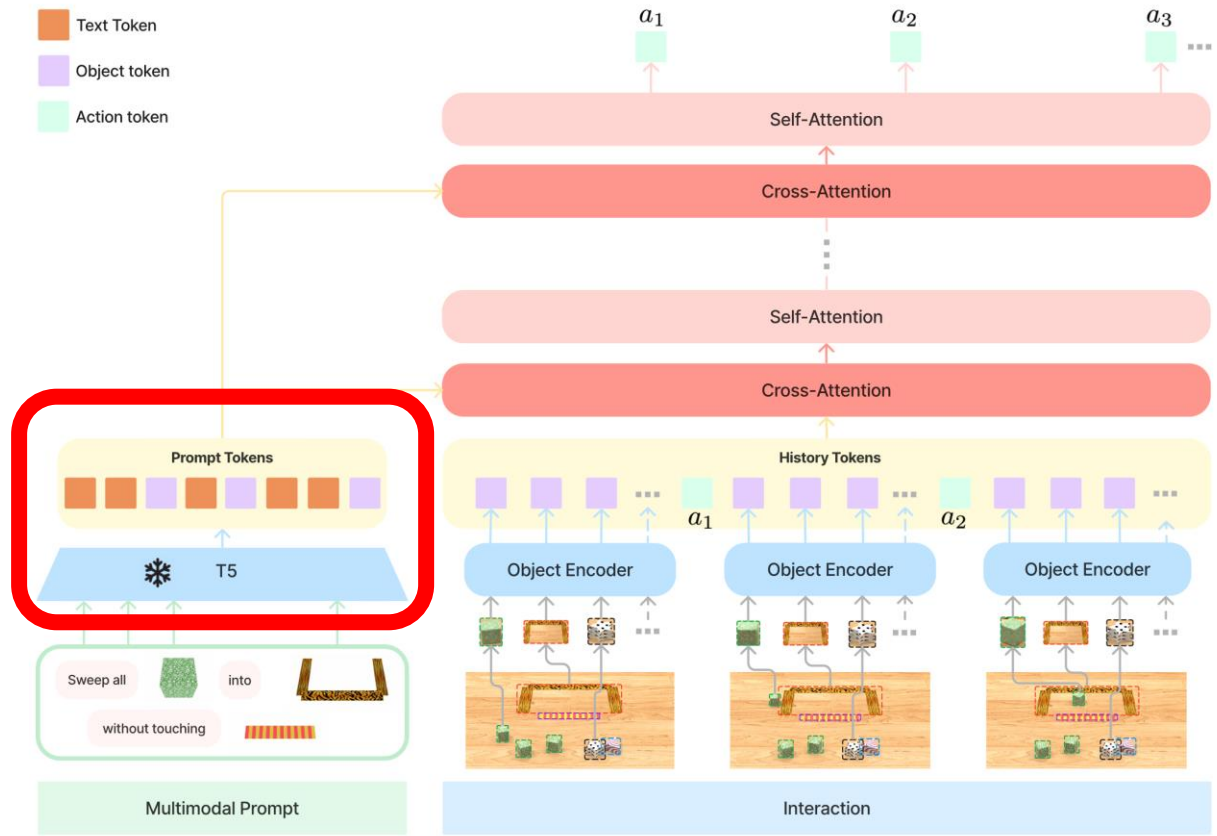 Text Token
Object token
Action token
a₁ a₂ a₃
Self-Attention
Cross-Attention
Self-Attention
Cross-Attention
Prompt Tokens
T5
Sweep all into
without touching
Multimodal Prompt
History Tokens
a₁ a₂
Object Encoder Object Encoder Object Encoder
Interaction